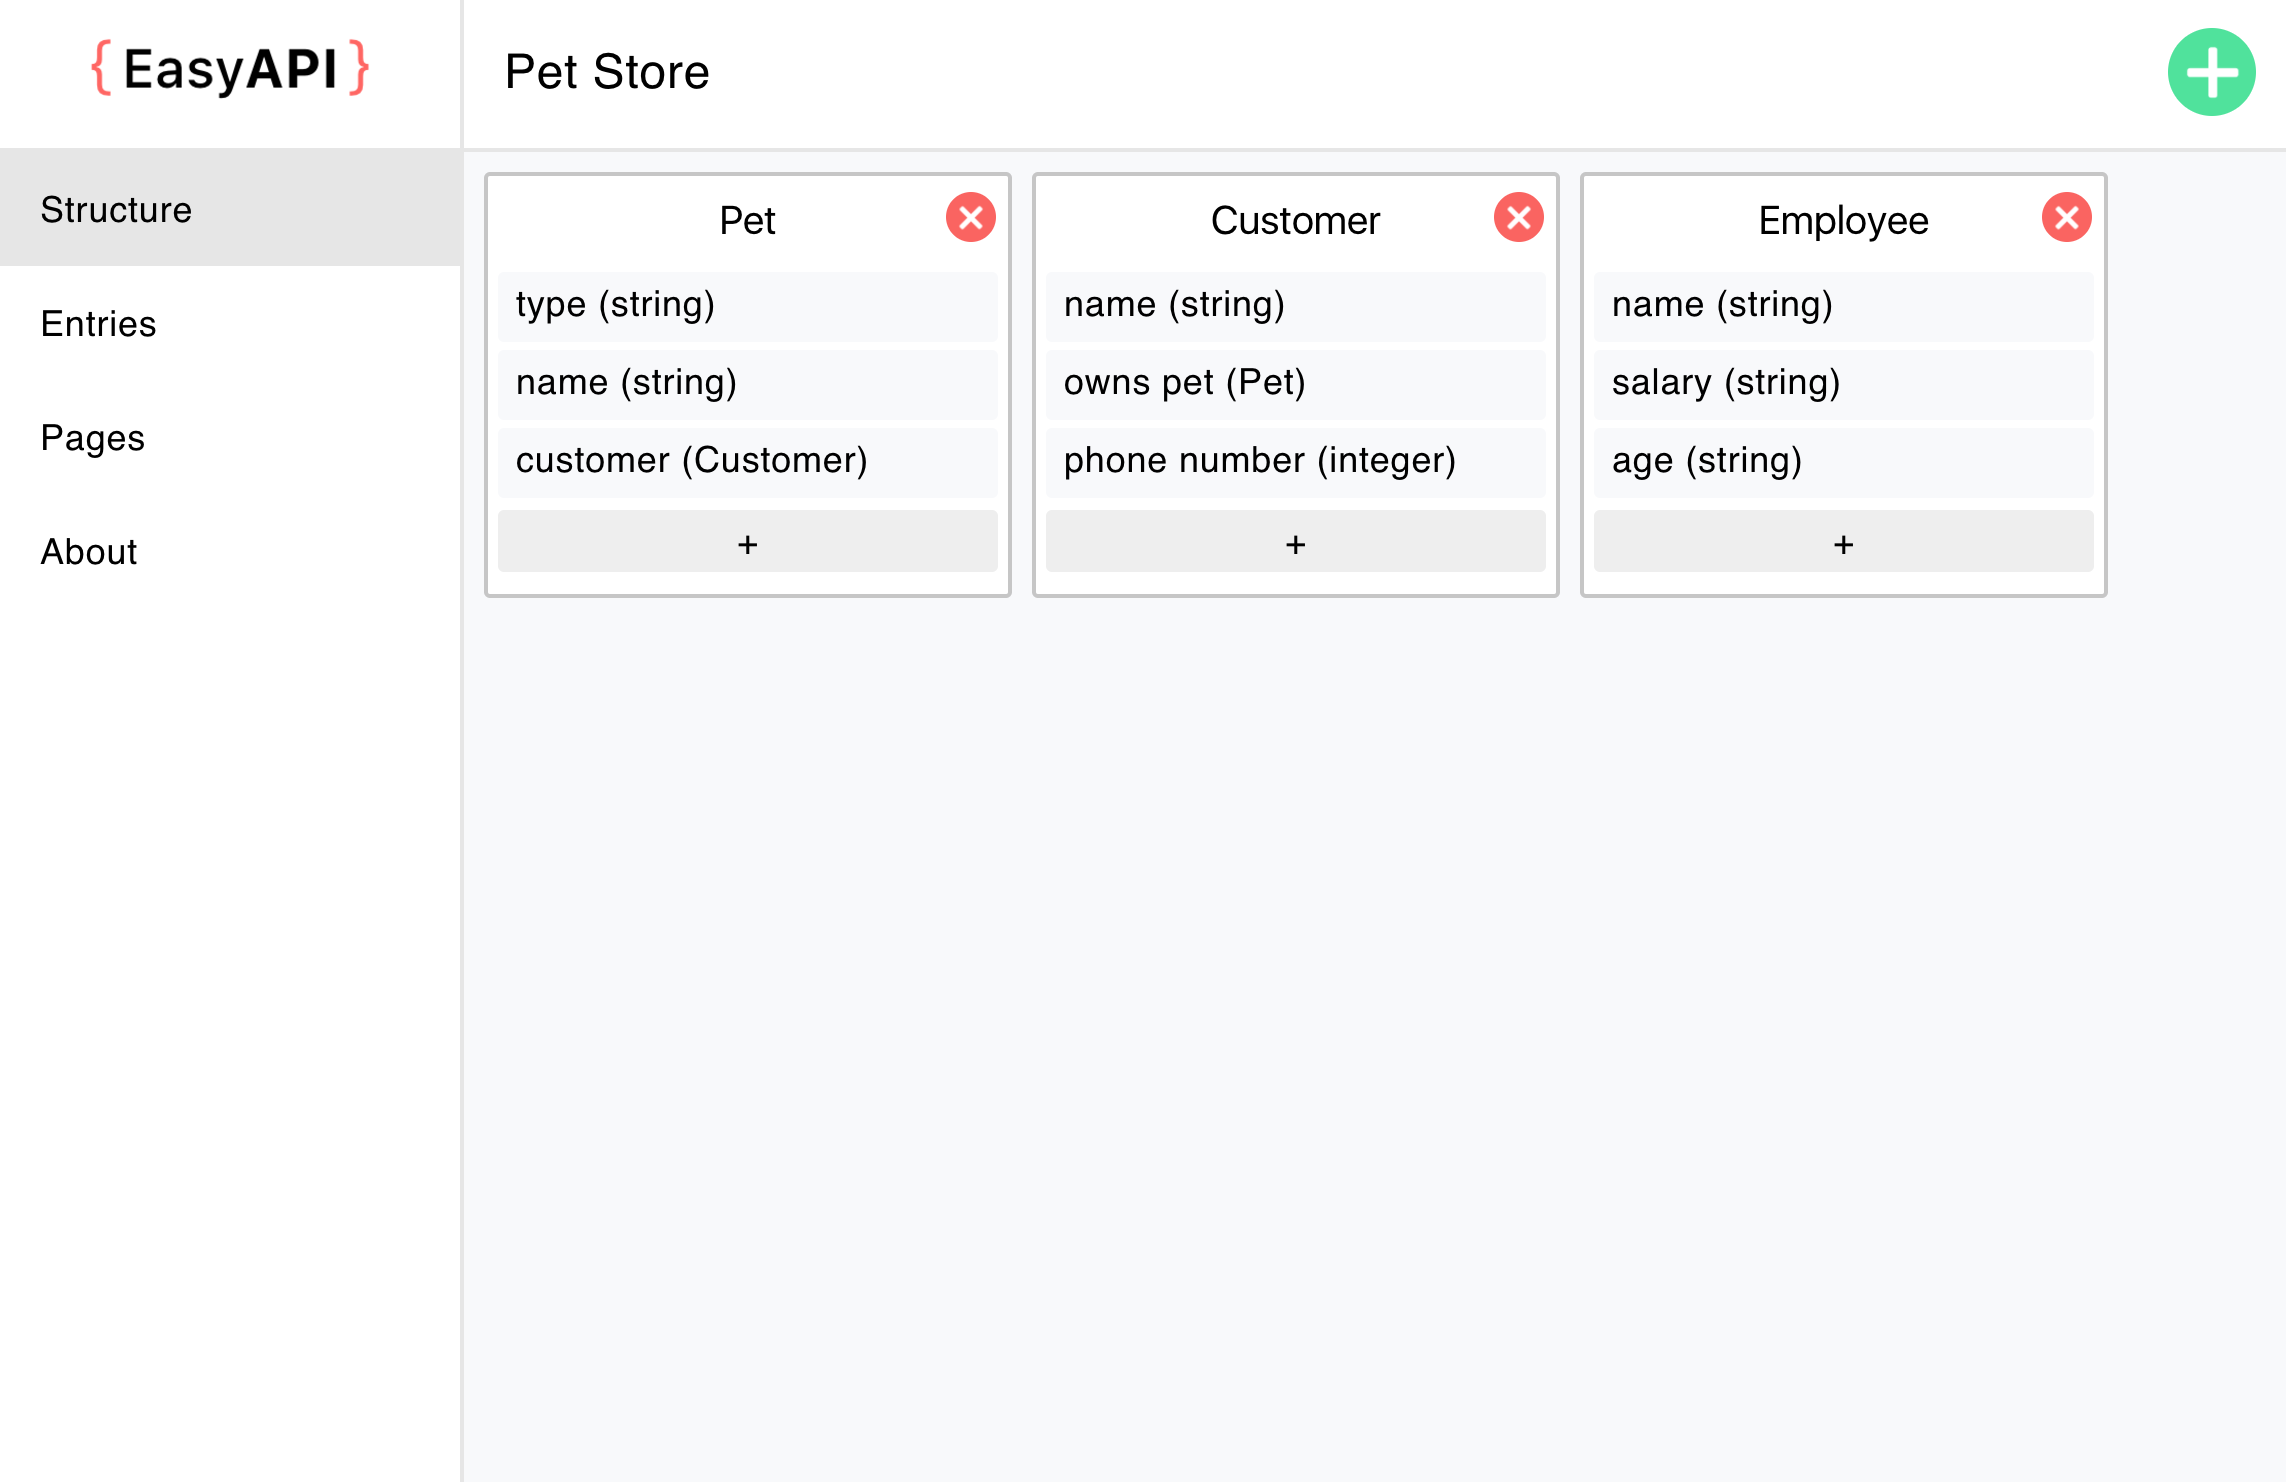 { EasyAPI }
Pet Store
Structure
Entries
Pages
About
Pet
type (string)
name (string)
customer (Customer)
+
Customer
name (string)
owns pet (Pet)
phone number (integer)
+
Employee
name (string)
salary (string)
age (string)
+